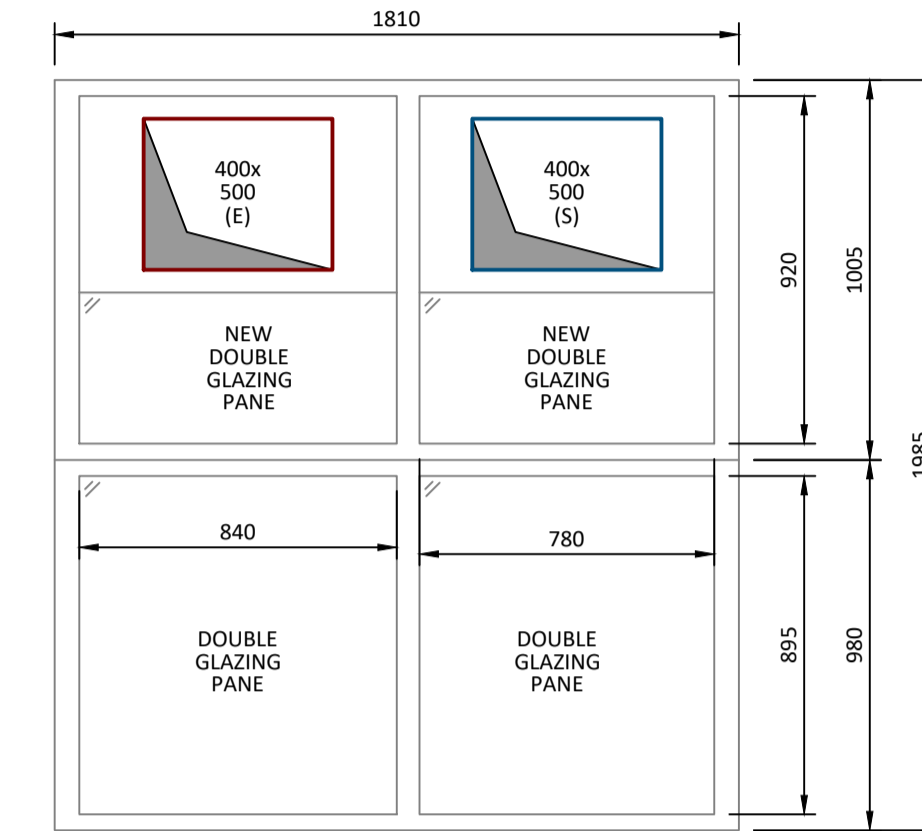 1810
400x
500
(E)
400x
500
(S)
920
1005
1985
NEW
DOUBLE
GLAZING
PANE
NEW
DOUBLE
GLAZING
PANE
840
780
895
980
DOUBLE
GLAZING
PANE
DOUBLE
GLAZING
PANE